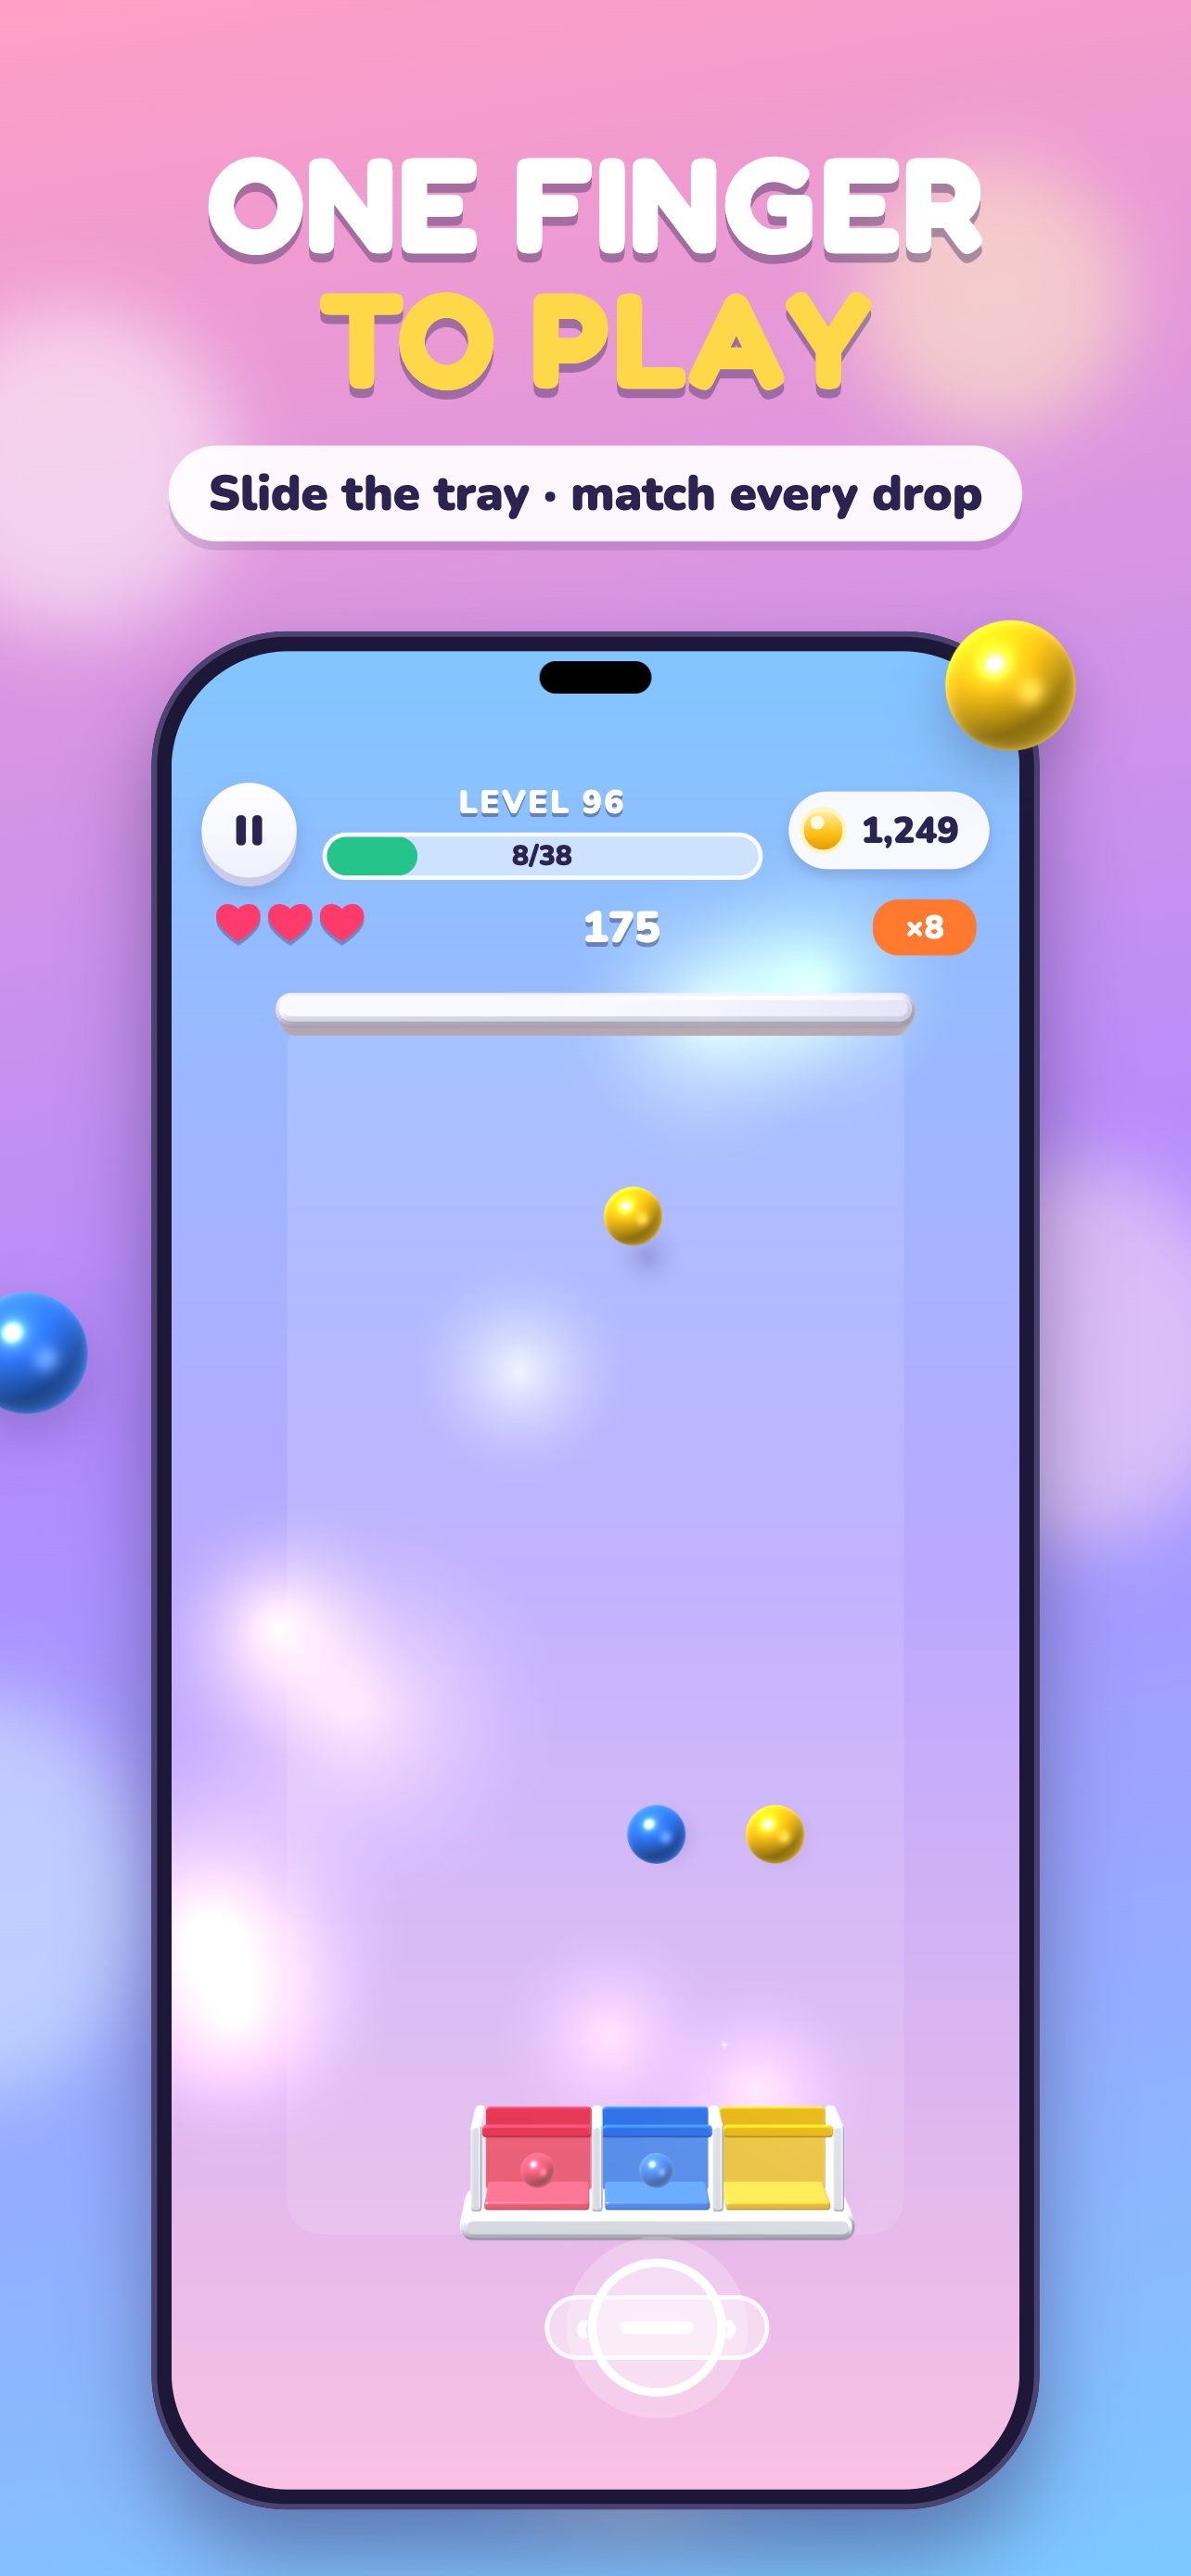 ONE FINGER
TO PLAY
Slide the tray · match every drop
LEVEL 96
8/38
1,249
175
×8